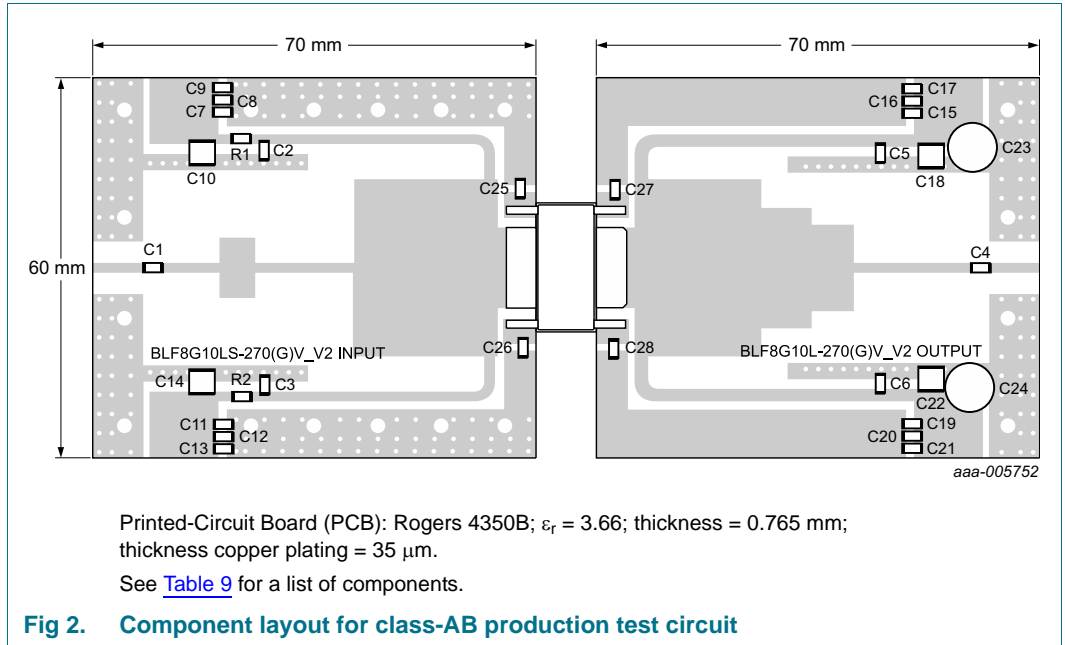 70 mm
70 mm
C9
C8
C7
C17
C16
C15
R1
C2
C10
C5
C18
C23
C25
C27
60 mm
C1
C4
C26
C28
BLF8G10LS-270(G)V_V2 INPUT
BLF8G10L-270(G)V_V2 OUTPUT
C14
R2
C3
C6
C22
C24
C11
C12
C13
C19
C20
C21
aaa-005752
Printed-Circuit Board (PCB): Rogers 4350B; εr = 3.66; thickness = 0.765 mm;
thickness copper plating = 35 μm.
See Table 9 for a list of components.
Fig 2. Component layout for class-AB production test circuit